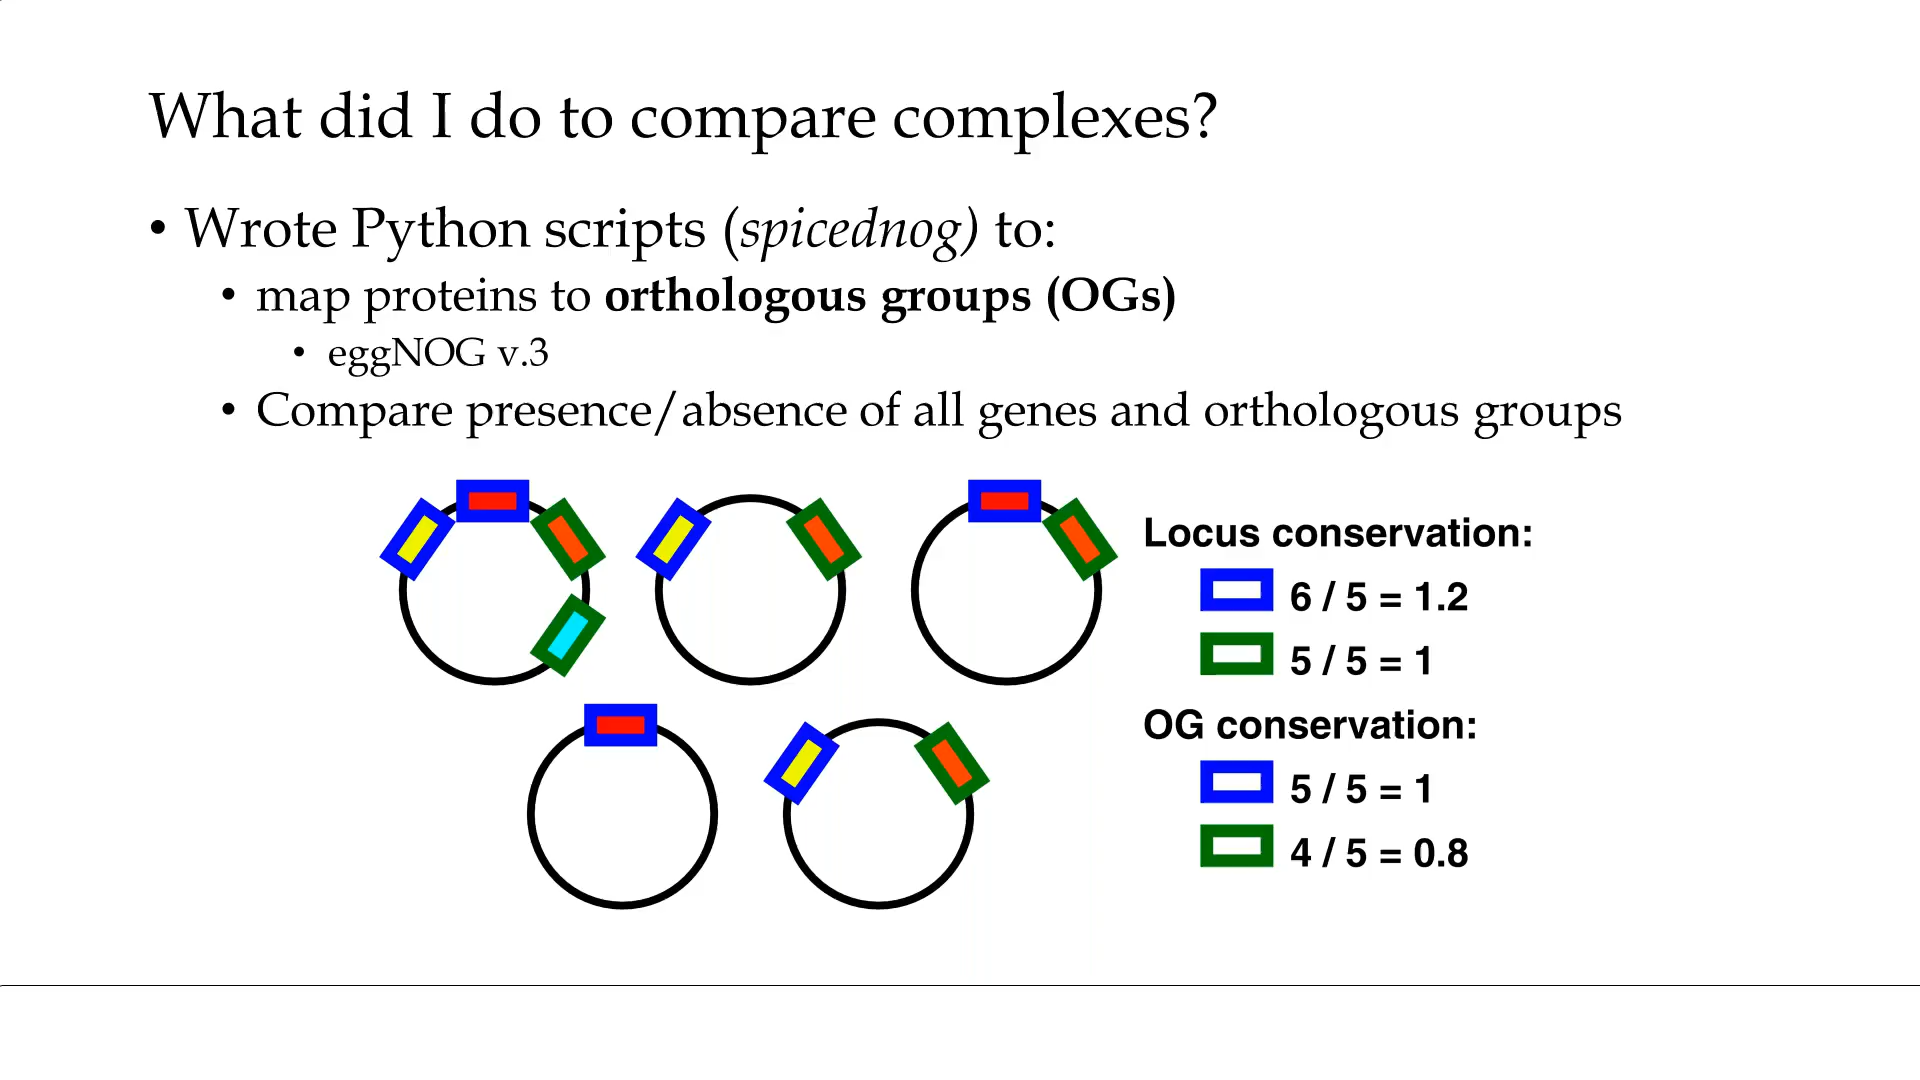 What did I do to compare complexes?
• Wrote Python scripts (spicednog) to:
• map proteins to orthologous groups (OGs)
• eggNOG v.3
• Compare presence/absence of all genes and orthologous groups
Locus conservation:
6 / 5 = 1.2
5 / 5 = 1
OG conservation:
5 / 5 = 1
4 / 5 = 0.8